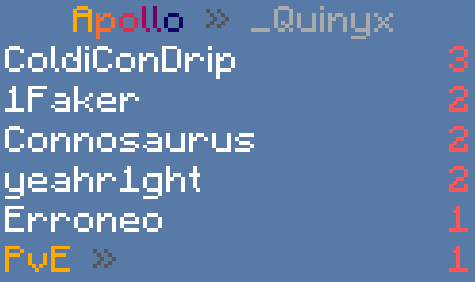 Apollo » _Quinyx
ColdiConDrip 3
1Faker 2
Connosaurus 2
yeahr1ght 2
Erroneo 1
PvE » 1